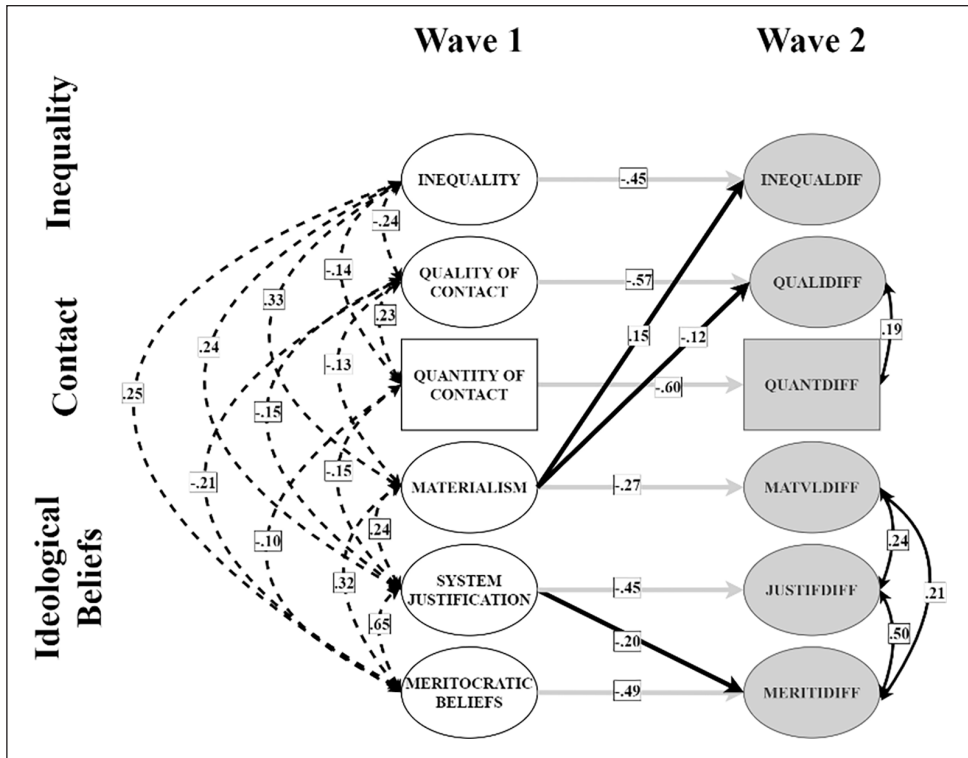 Wave 1
Wave 2
Inequality
Contact
Ideological
Beliefs
INEQUALITY
-.45
INEQUALDIF
-.24
QUALITY OF
CONTACT
-.57
QUALIDIFF
-.14
.33
.23
.15
-.12
.19
.24
-.13
QUANTITY OF
CONTACT
-.60
QUANTDIFF
.25
-.15
-.15
-.21
MATERIALISM
-.27
MATVLDIFF
-.10
.24
.24
.32
SYSTEM
JUSTIFICATION
-.45
JUSTIFDIFF
.21
.65
-.20
.50
MERITOCRATIC
BELIEFS
-.49
MERITIDIFF